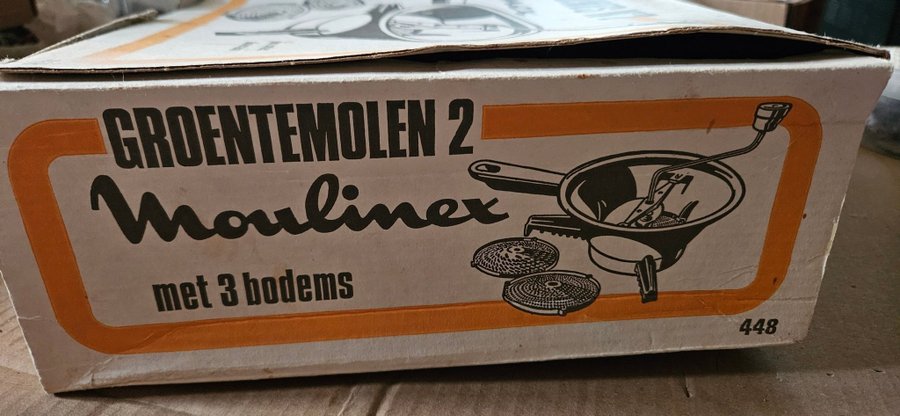 GROENTEMOLEN 2
Moulinex
met 3 bodems
448